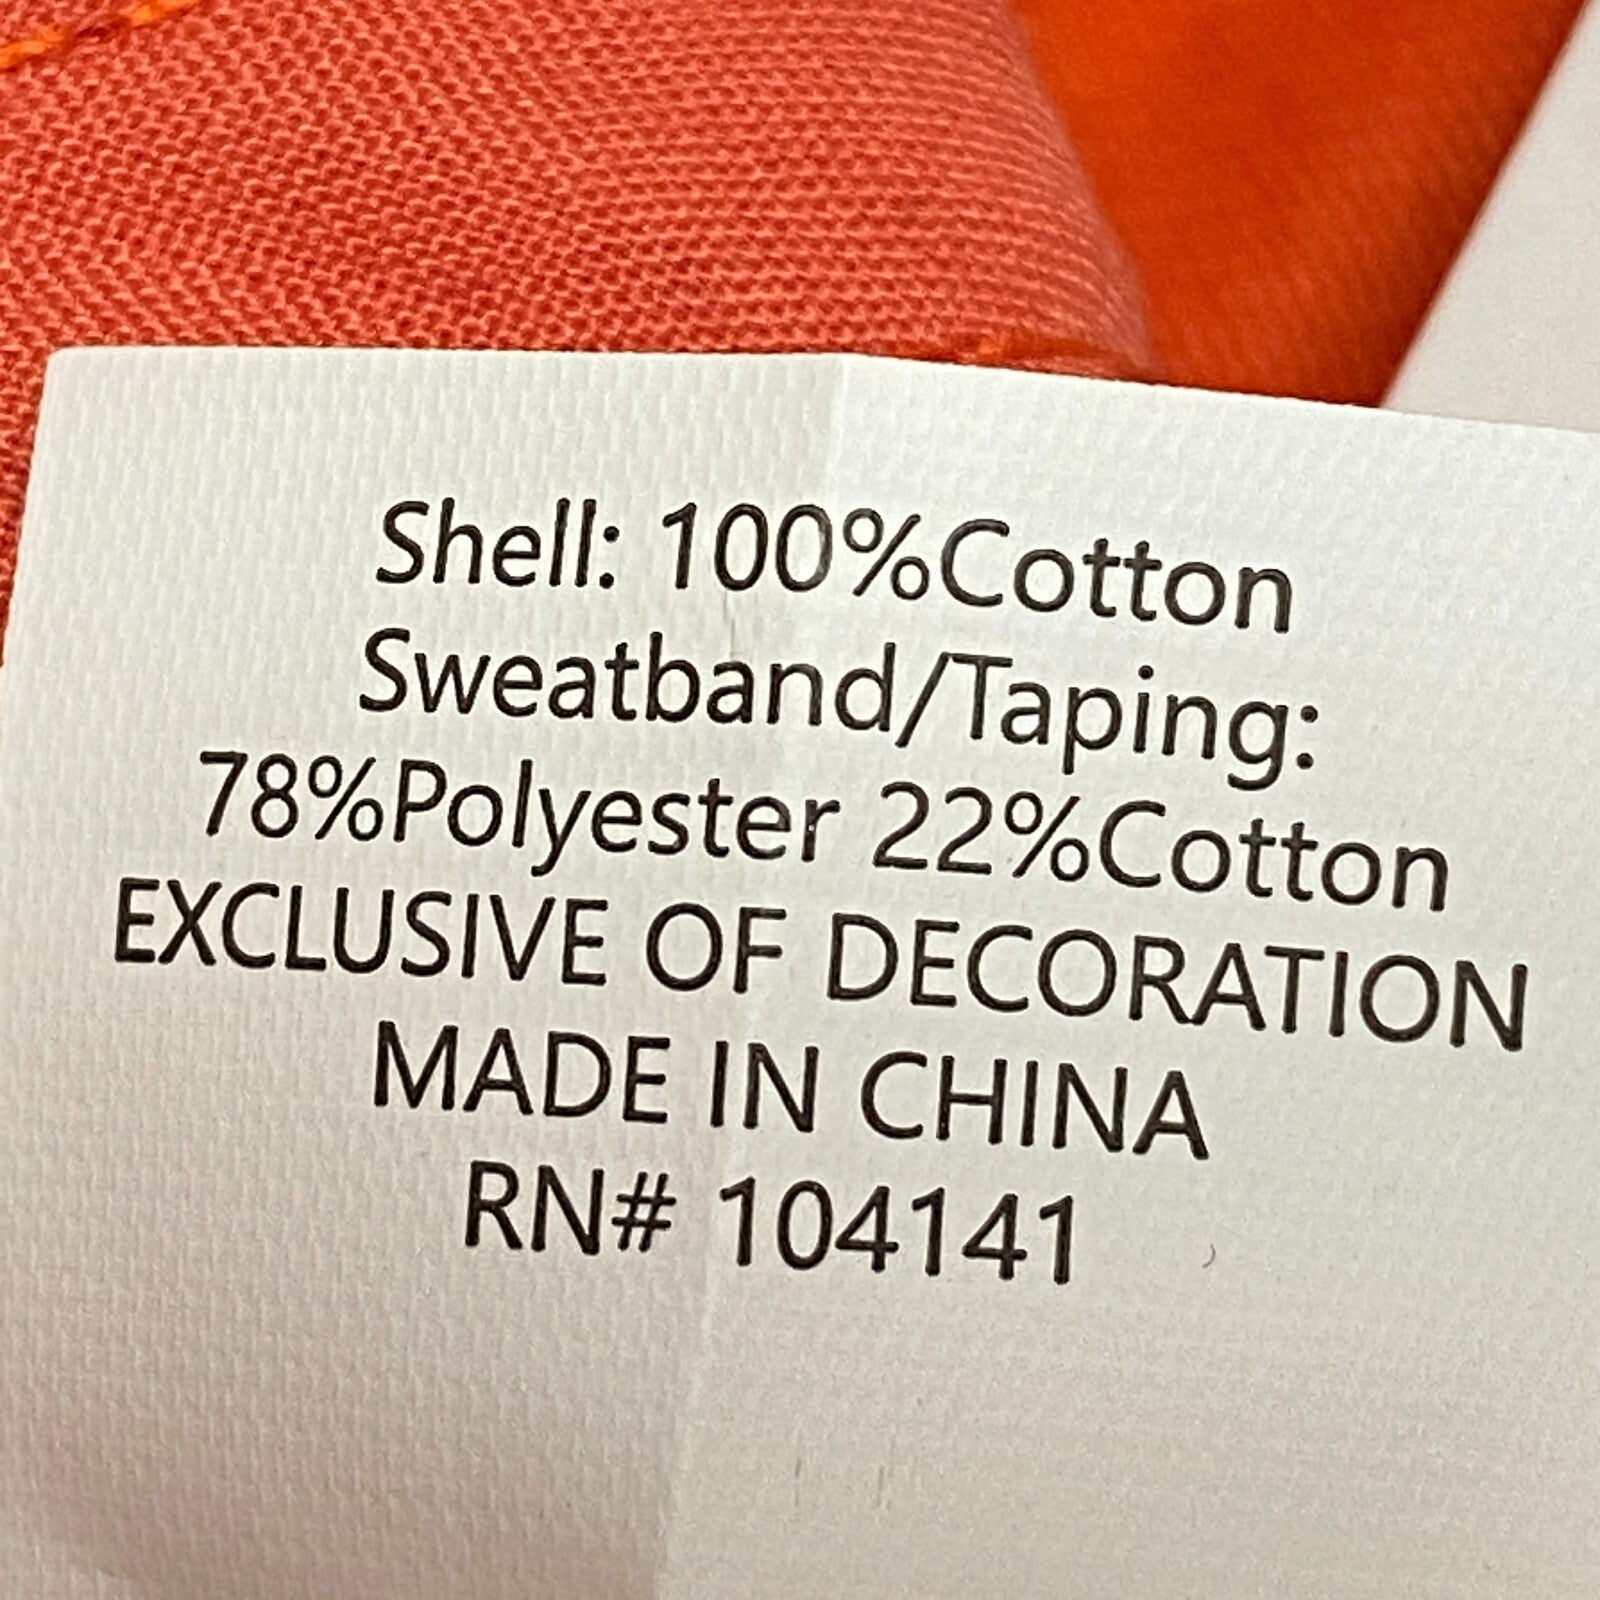 Shell: 100%Cotton
Sweatband/Taping:
78%Polyester 22%Cotton
EXCLUSIVE OF DECORATION
MADE IN CHINA
RN# 104141